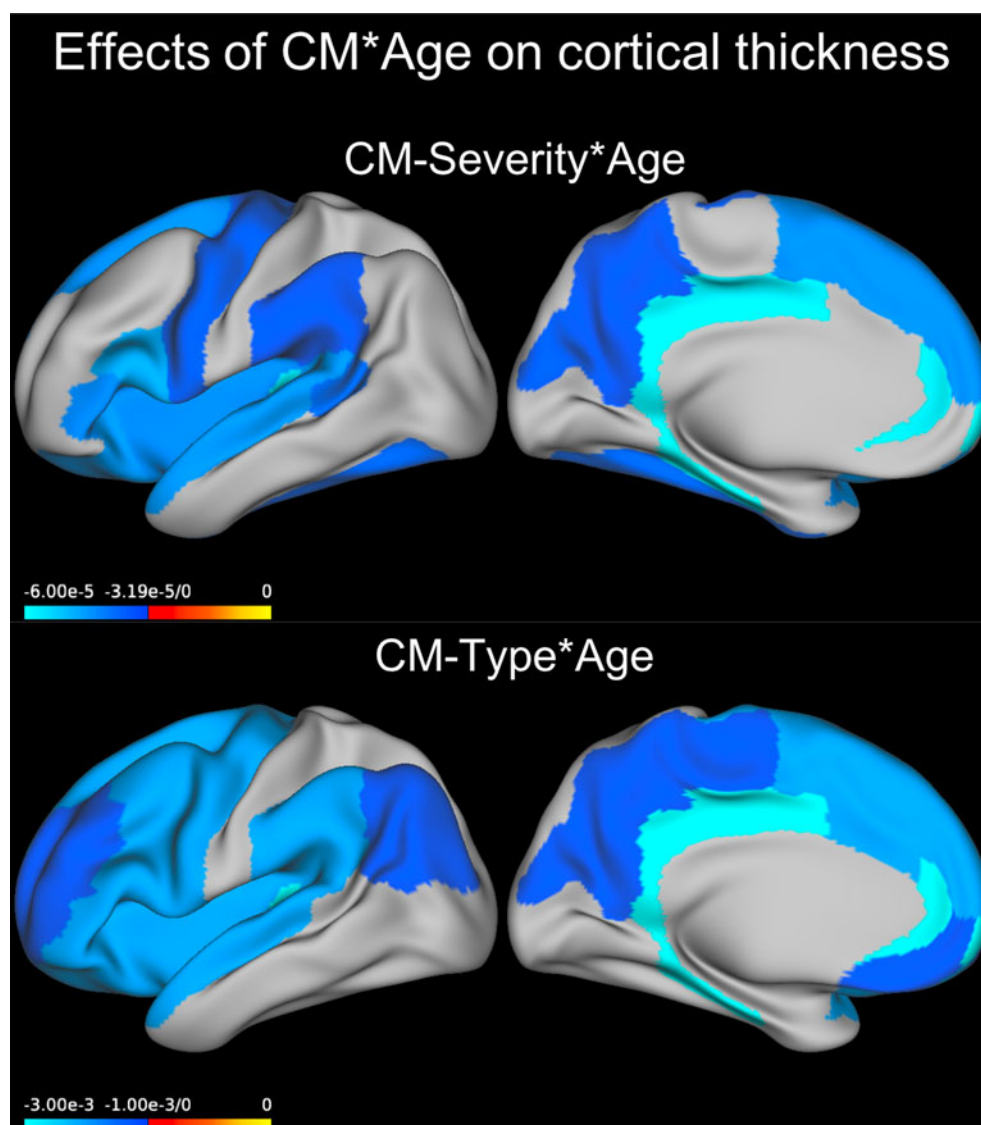 Effects of CM*Age on cortical thickness
CM-Severity*Age
-6.00e-5 -3.19e-5/0 0
CM-Type*Age
-3.00e-3 -1.00e-3/0 0